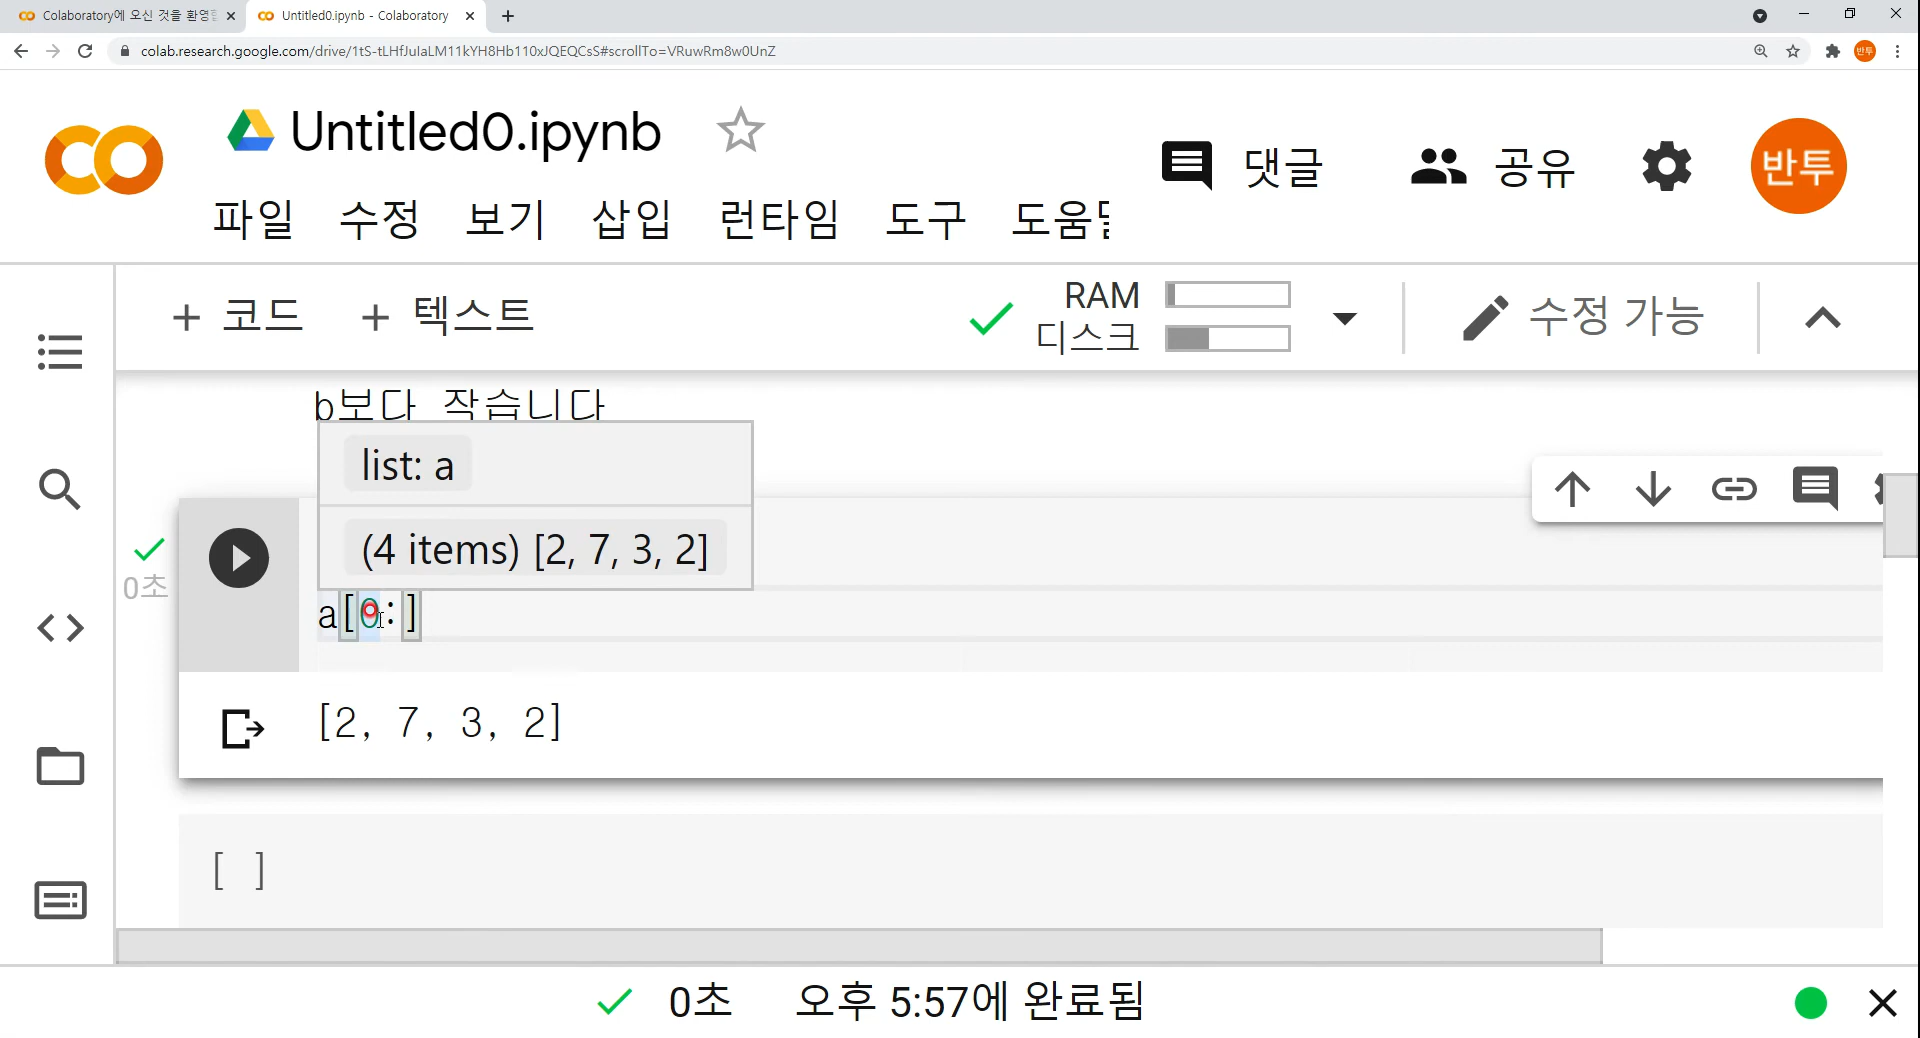 Colaboratory에 오신 것을 환영합
Untitled0.ipynb - Colaboratory
colab.research.google.com/drive/1tS-tLHfJulaLM11kYH8Hb110xJQEQCsS#scrollTo=VRuwRm8w0UnZ
반투
Untitled0.ipynb
댓글
공유
반투
파일 수정 보기 삽입 런타임 도구 도움말
+ 코드
+ 텍스트
RAM
디스크
수정 가능
b보다 작습니다
list: a
(4 items) [2, 7, 3, 2]
0초
a[0:]
[2, 7, 3, 2]
[ ]
0초 오후 5:57에 완료됨